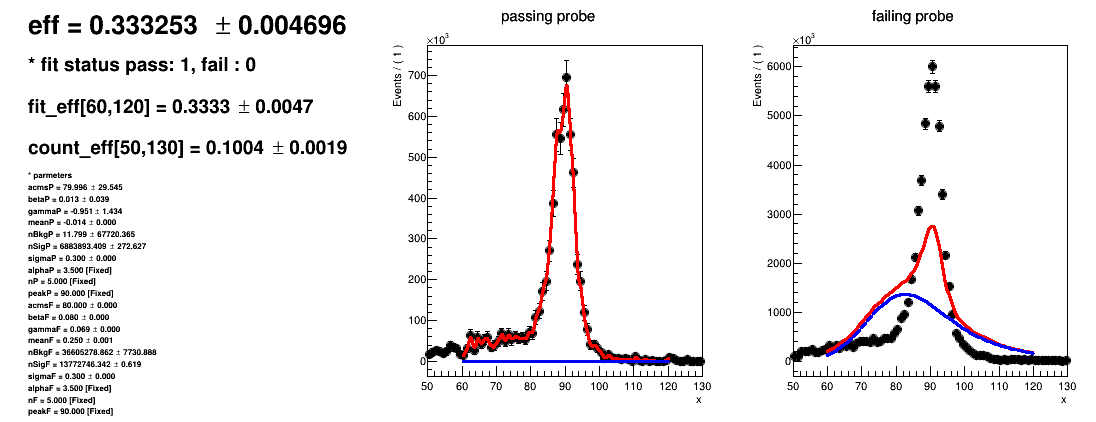 eff = 0.333253 ± 0.004696
* fit status pass: 1, fail : 0
fit_eff[60,120] = 0.3333 ± 0.0047
count_eff[50,130] = 0.1004 ± 0.0019
* parmeters
acmsP = 79.996 ± 29.545
betaP = 0.013 ± 0.039
gammaP = -0.951 ± 1.434
meanP = -0.014 ± 0.000
nBkgP = 11.799 ± 67720.365
nSigP = 6883893.409 ± 272.627
sigmaP = 0.300 ± 0.000
alphaP = 3.500 [Fixed]
nP = 5.000 [Fixed]
peakP = 90.000 [Fixed]
acmsF = 80.000 ± 0.000
betaF = 0.080 ± 0.000
gammaF = 0.069 ± 0.000
meanF = 0.250 ± 0.001
nBkgF = 36605278.862 ± 7730.888
nSigF = 13772746.342 ± 0.619
sigmaF = 0.300 ± 0.000
alphaF = 3.500 [Fixed]
nF = 5.000 [Fixed]
peakF = 90.000 [Fixed]
passing probe
×10³
Events / ( 1 )
700
600
500
400
300
200
100
0
50 60 70 80 90 100 110 120 130
x
failing probe
×10³
Events / ( 1 )
6000
5000
4000
3000
2000
1000
0
50 60 70 80 90 100 110 120 130
x